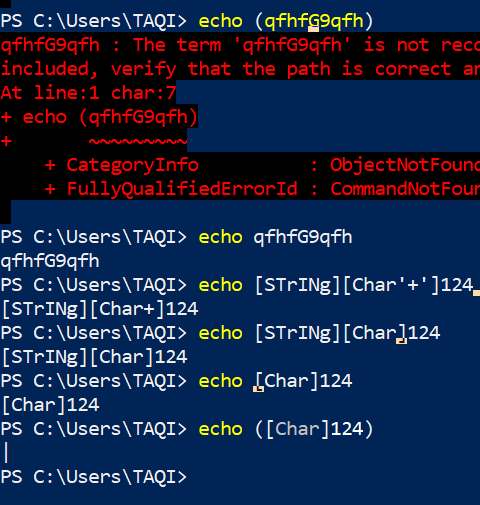 PS C:\Users\TAQI> echo (qfhfG9qfh)
qfhfG9qfh : The term 'qfhfG9qfh' is not reco
included, verify that the path is correct an
At line:1 char:7
+ echo (qfhfG9qfh)
+       ~~~~~~~~~
    + CategoryInfo          : ObjectNotFound
    + FullyQualifiedErrorId : CommandNotFoun
PS C:\Users\TAQI> echo qfhfG9qfh
qfhfG9qfh
PS C:\Users\TAQI> echo [STrINg][Char'+']124
[STrINg][Char+]124
PS C:\Users\TAQI> echo [STrINg][Char]124
[STrINg][Char]124
PS C:\Users\TAQI> echo [Char]124
[Char]124
PS C:\Users\TAQI> echo ([Char]124)
|
PS C:\Users\TAQI>